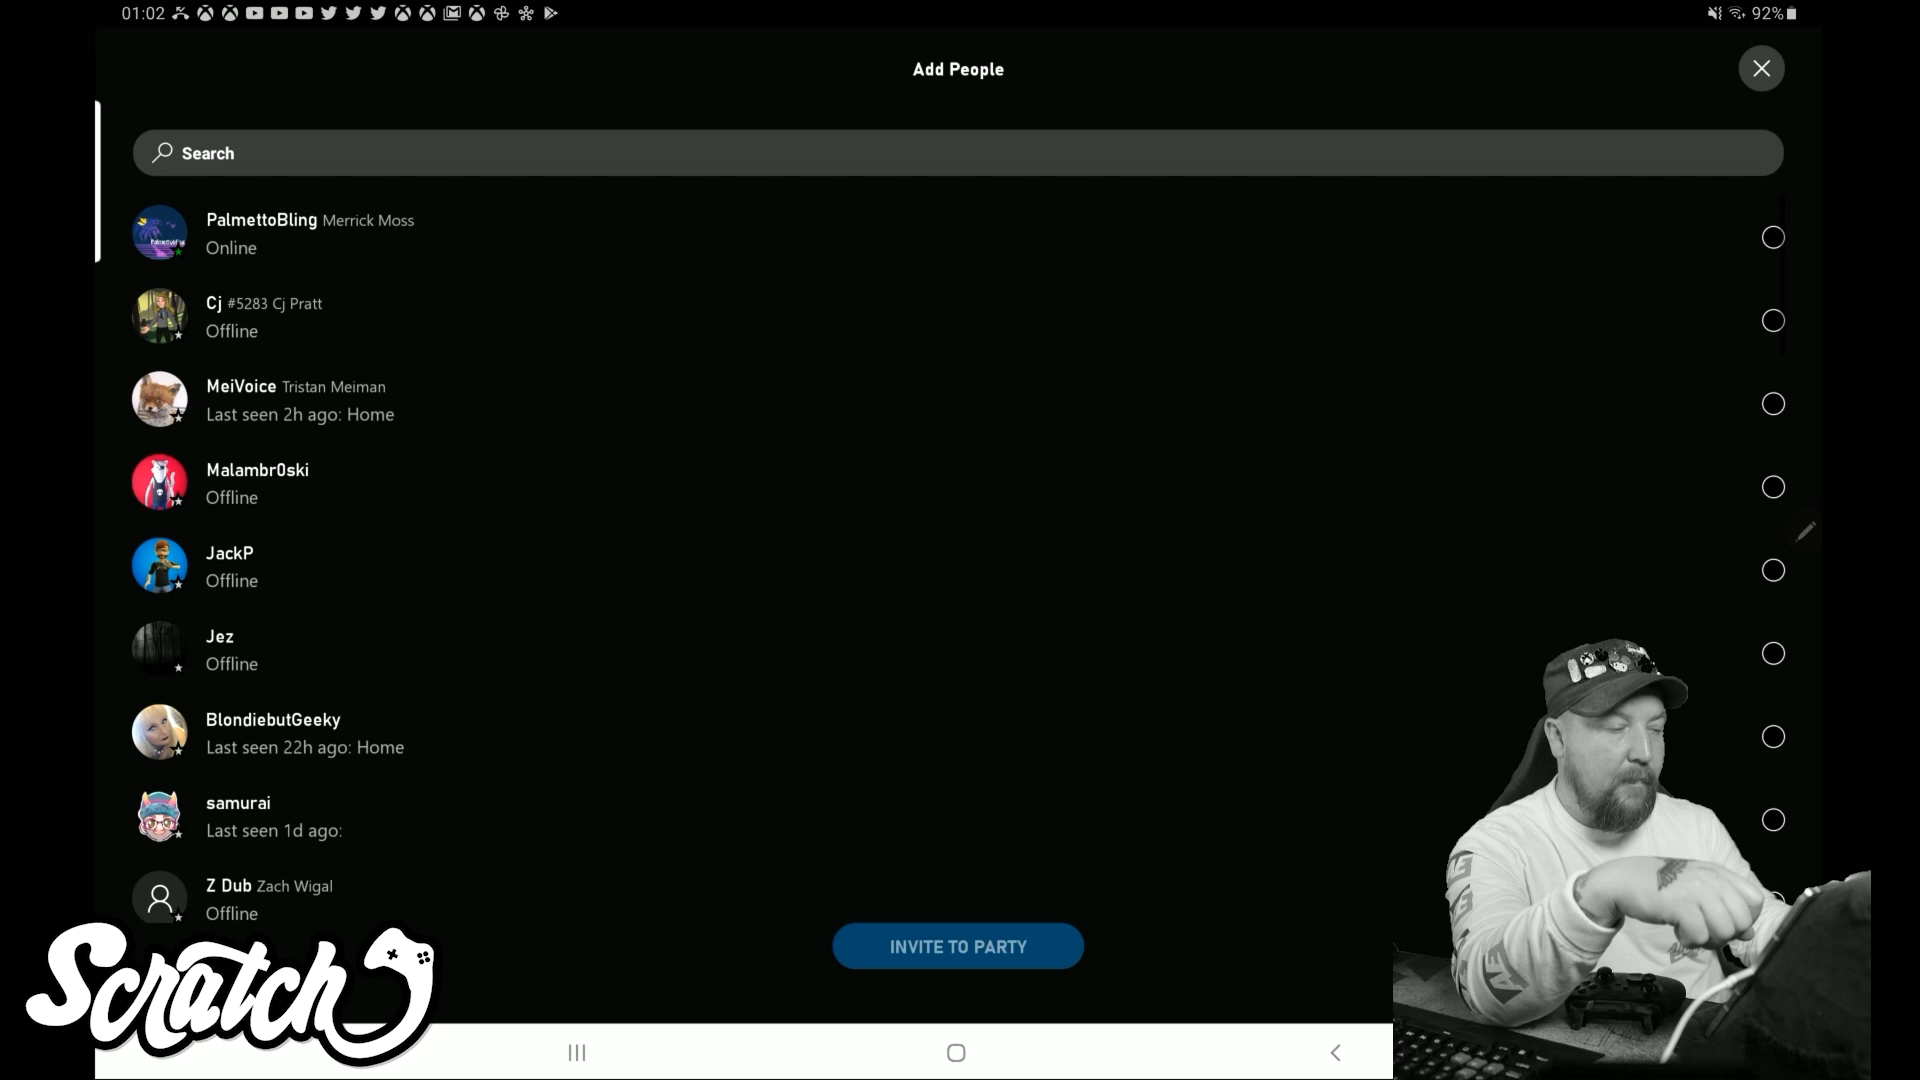 01:02
92%
Add People
Search
PalmettoBling Merrick Moss
Online
Cj #5283 Cj Pratt
Offline
MeiVoice Tristan Meiman
Last seen 2h ago: Home
Malambr0ski
Offline
JackP
Offline
Jez
Offline
BlondiebutGeeky
Last seen 22h ago: Home
samurai
Last seen 1d ago:
Z Dub Zach Wigal
Offline
INVITE TO PARTY
Scratch